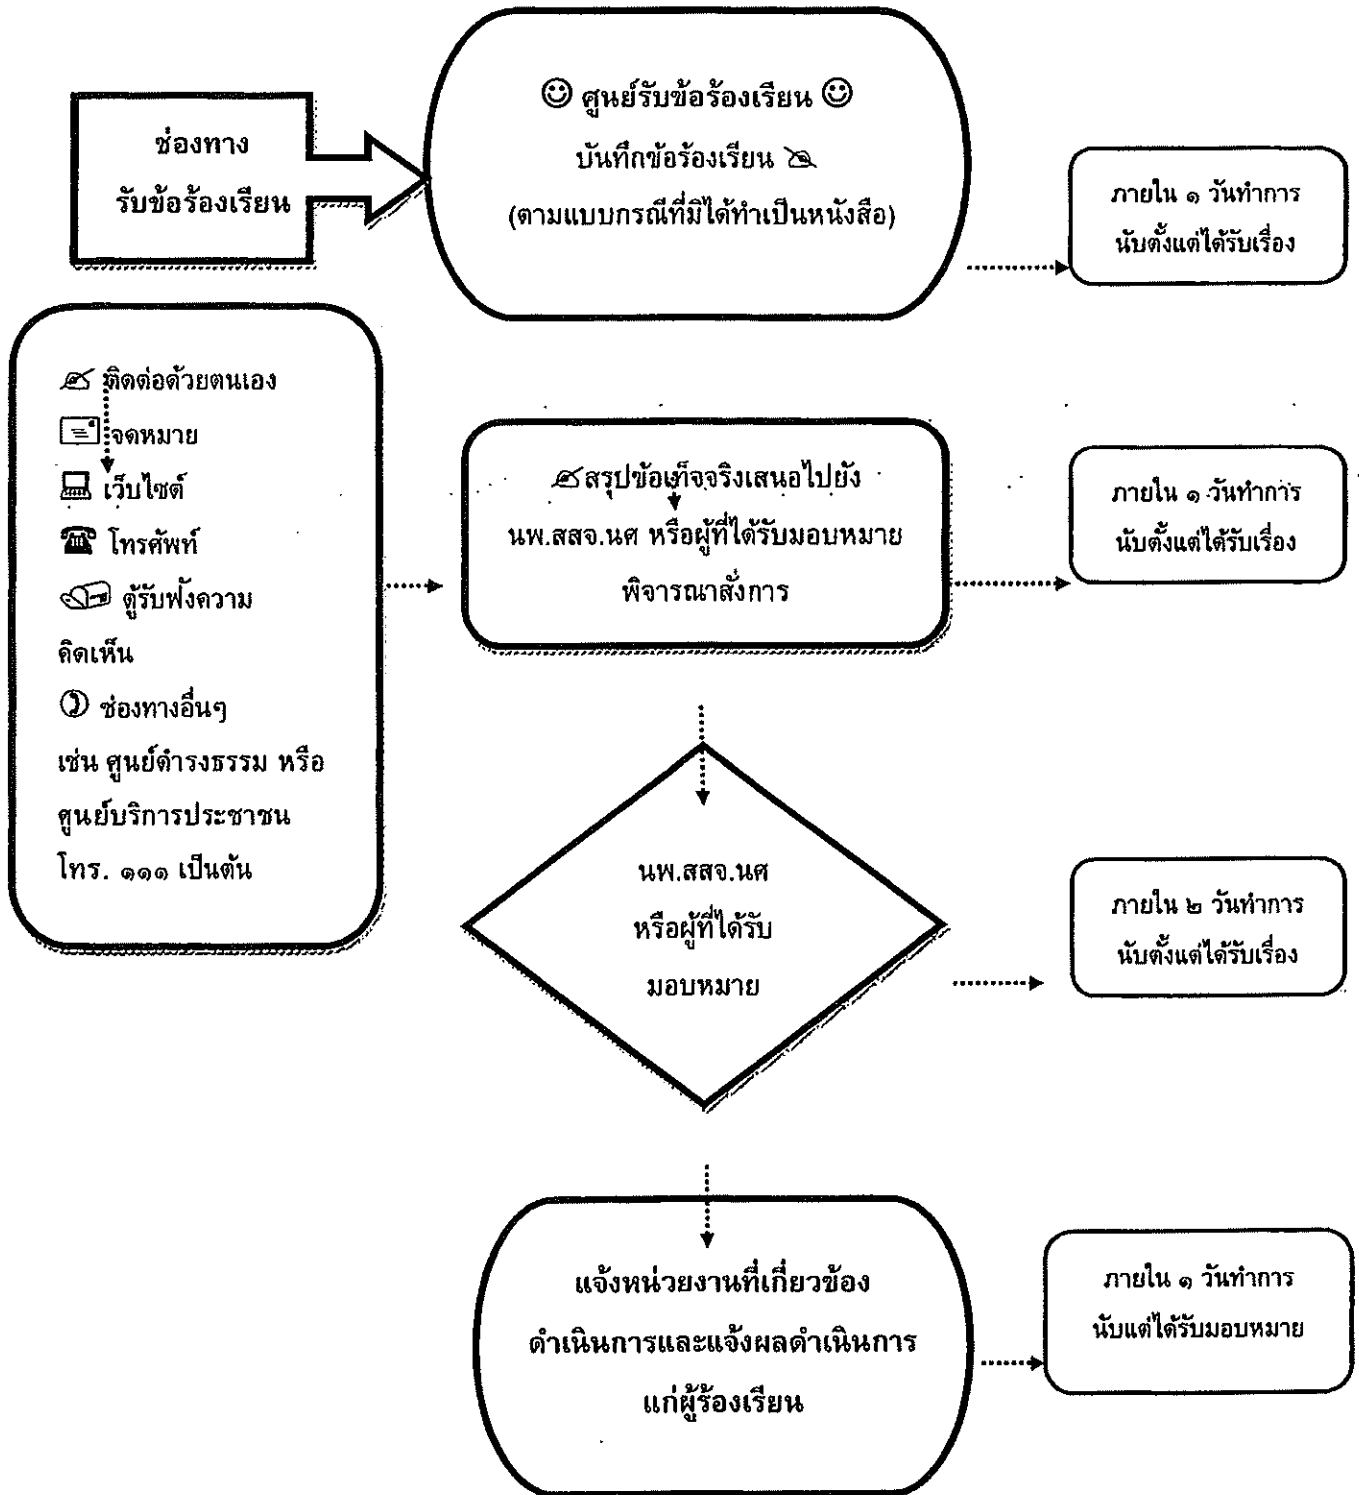 ช่องทาง
รับข้อร้องเรียน
ศูนย์รับข้อร้องเรียน
บันทึกข้อร้องเรียน
(ตามแบบกรณีที่มิได้ทำเป็นหนังสือ)
ภายใน ๑ วันทำการ
นับตั้งแต่ได้รับเรื่อง
ติดต่อด้วยตนเอง
จดหมาย
เว็บไซต์
โทรศัพท์
ตู้รับฟังความ
คิดเห็น
ช่องทางอื่นๆ
เช่น ศูนย์ดำรงธรรม หรือ
ศูนย์บริการประชาชน
โทร. ๑๑๑ เป็นต้น
สรุปข้อเท็จจริงเสนอไปยัง
นพ.สสจ.นศ หรือผู้ที่ได้รับมอบหมาย
พิจารณาสั่งการ
ภายใน ๑ วันทำการ
นับตั้งแต่ได้รับเรื่อง
นพ.สสจ.นศ
หรือผู้ที่ได้รับ
มอบหมาย
ภายใน ๒ วันทำการ
นับตั้งแต่ได้รับเรื่อง
แจ้งหน่วยงานที่เกี่ยวข้อง
ดำเนินการและแจ้งผลดำเนินการ
แก่ผู้ร้องเรียน
ภายใน ๑ วันทำการ
นับแต่ได้รับมอบหมาย